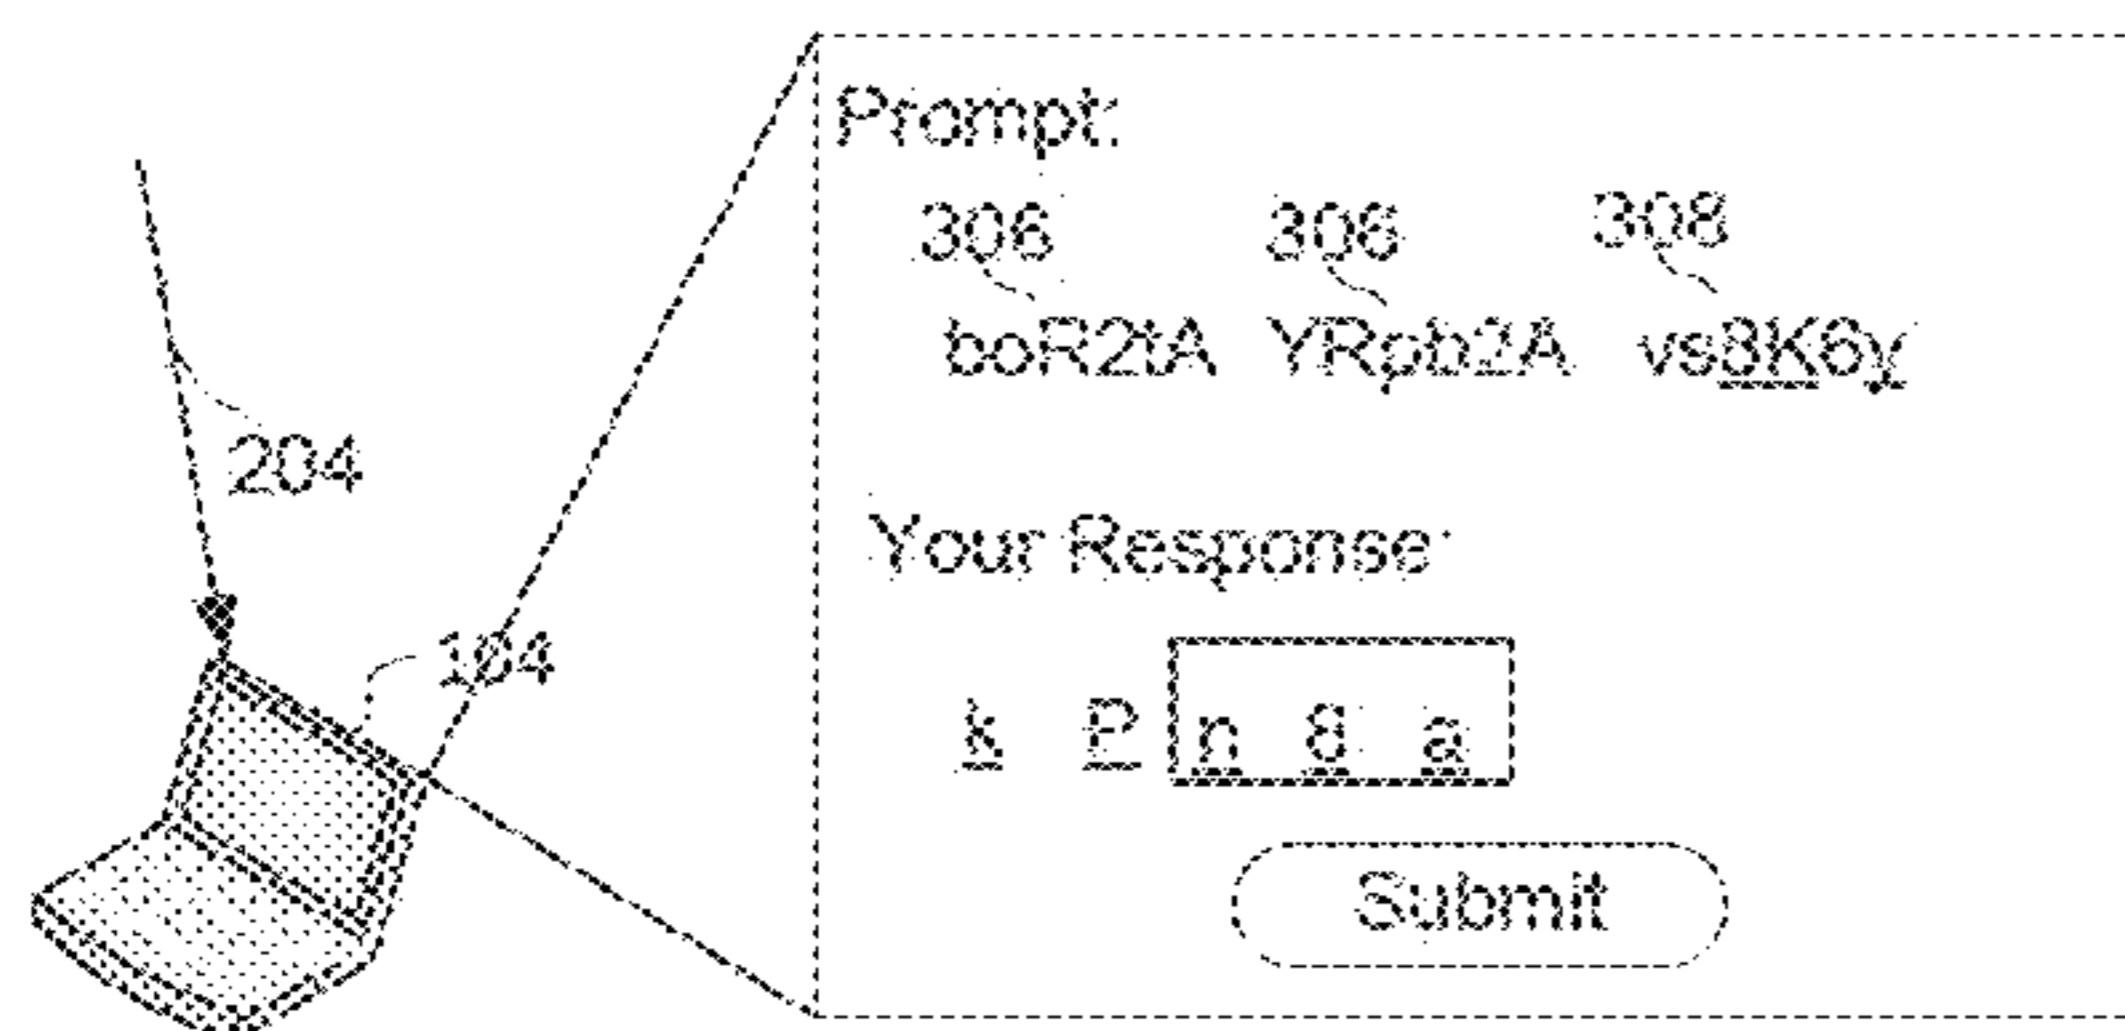 Prompt:
306 306 308
boR2tA YRpb2A vs8K6y
204
Your Response:
104
k P n 8 a
Submit